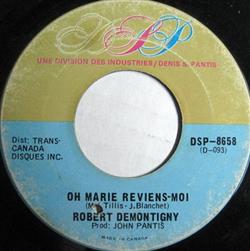 DSP
UNE DIVISION DES INDUSTRIES / DENIS S. PANTIS
Dist: TRANS-
CANADA
DISQUES INC.
DSP-8658
(D-093)
OH MARIE REVIENS-MOI
(M. Tillis - J. Blanchet)
ROBERT DEMONTIGNY
Prod: JOHN PANTIS
MADE IN CANADA